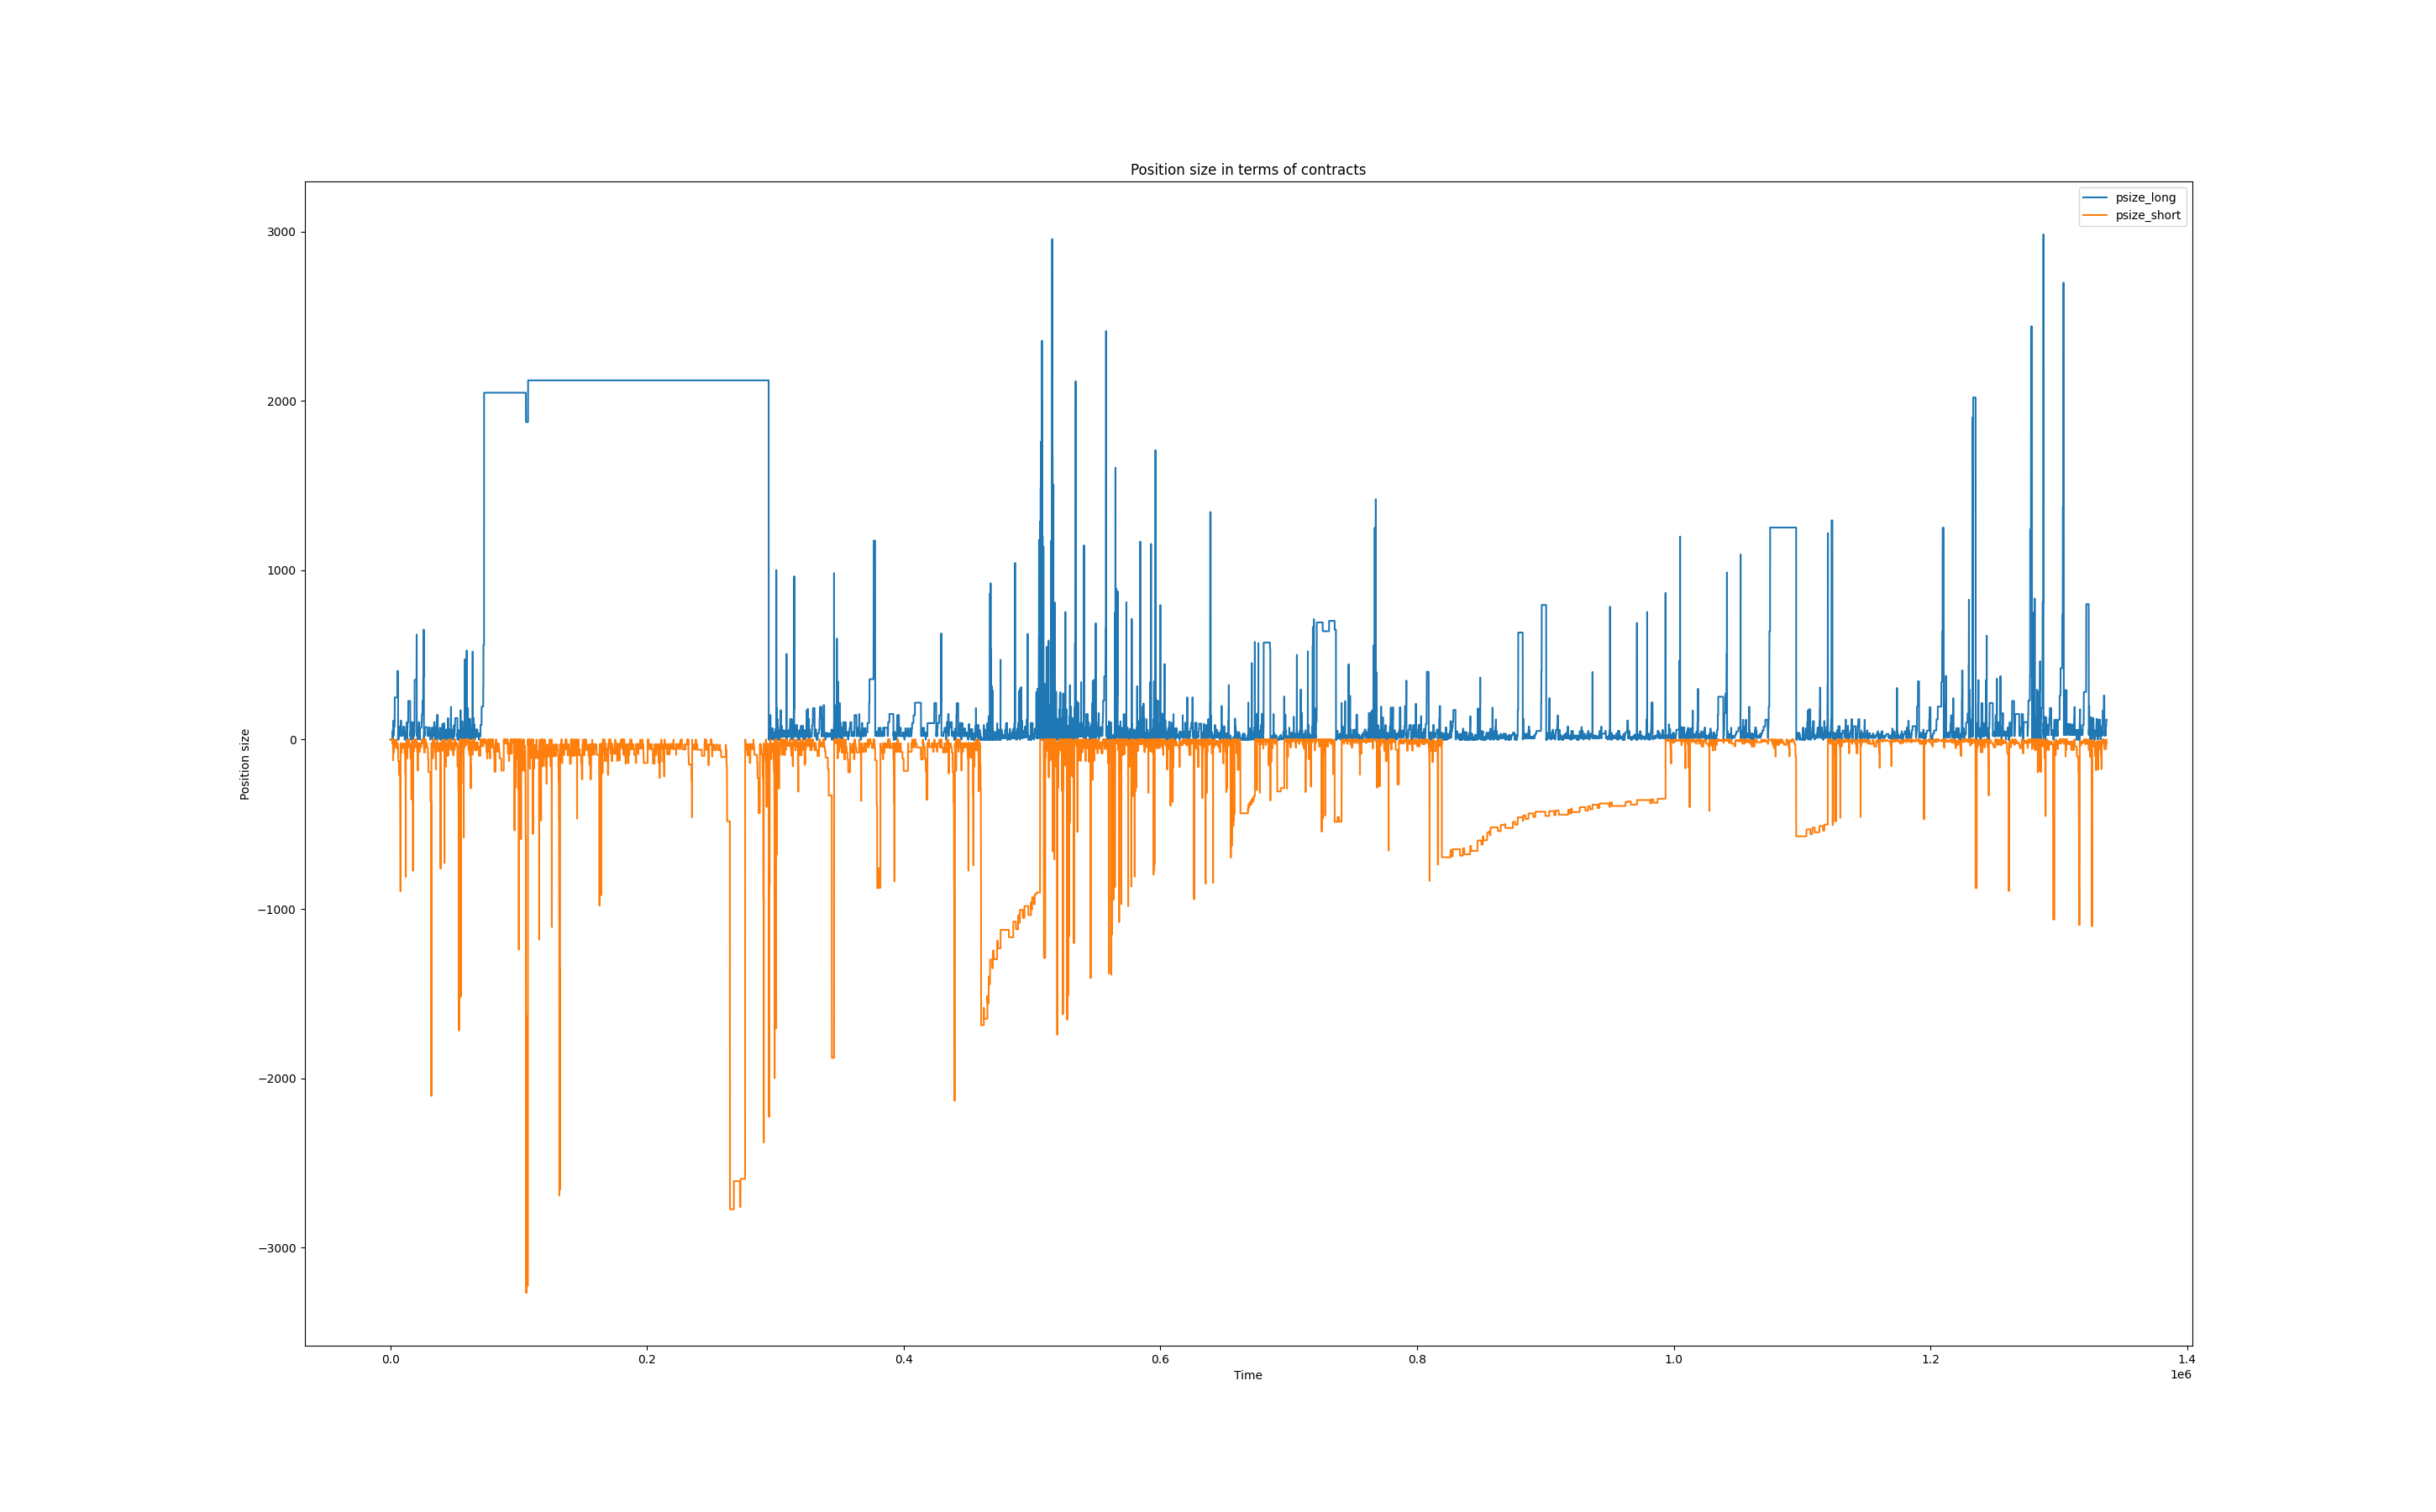 Position size in terms of contracts
psize_long
psize_short
3000
2000
1000
0
−1000
−2000
−3000
Position size
0.0
0.2
0.4
0.6
0.8
1.0
1.2
1.4
Time
1e6